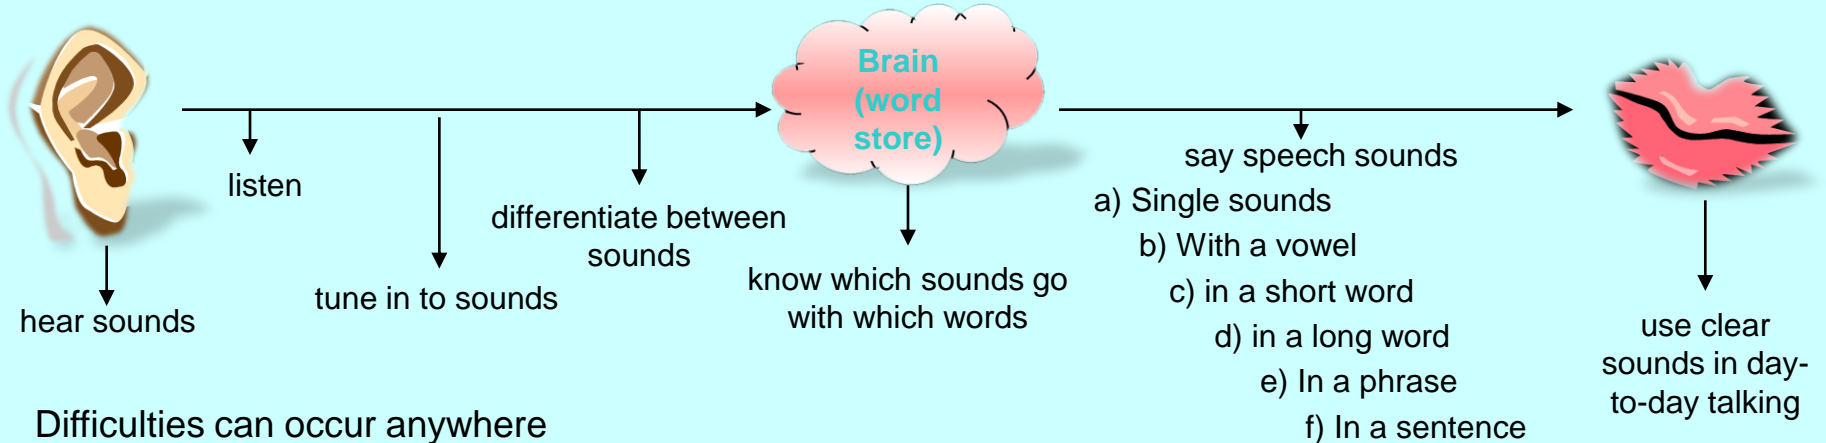 hear sounds
listen
tune in to sounds
differentiate between
sounds
Brain
(word
store)
know which sounds go
with which words
say speech sounds
a) Single sounds
b) With a vowel
c) in a short word
d) in a long word
e) In a phrase
f) In a sentence
use clear
sounds in day-
to-day talking
Difficulties can occur anywhere